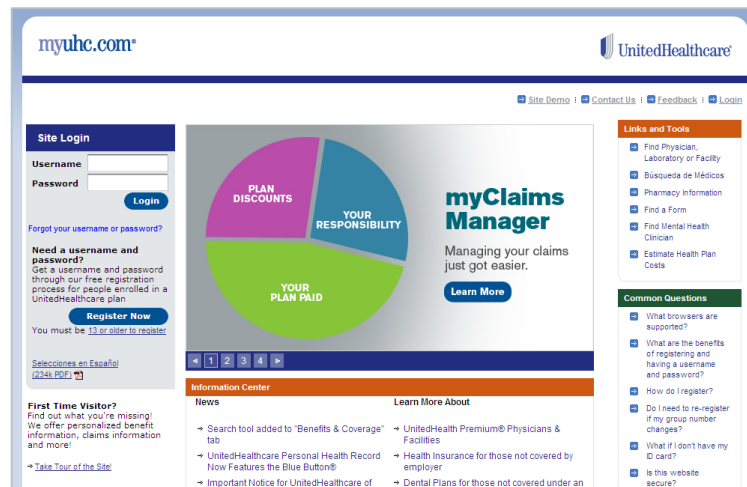 myuhc.com®
UnitedHealthcare®
Site Demo | Contact Us | Feedback | Login
Site Login
Username
Password
Login
Forgot your username or password?
Need a username and
password?
Get a username and password
through our free registration
process for people enrolled in a
UnitedHealthcare plan
Register Now
You must be 13 or older to register
Selecciones en Español
(234k PDF)
First Time Visitor?
Find out what you're missing!
We offer personalized benefit
information, claims information
and more!
Take Tour of the Site!
PLAN
DISCOUNTS
YOUR
RESPONSIBILITY
YOUR
PLAN PAID
myClaims
Manager
Managing your claims
just got easier.
Learn More
1 2 3 4
Information Center
News
Search tool added to "Benefits & Coverage"
tab
UnitedHealthcare Personal Health Record
Now Features the Blue Button®
Important Notice for UnitedHealthcare of
Learn More About
UnitedHealth Premium® Physicians &
Facilities
Health Insurance for those not covered by
employer
Dental Plans for those not covered under an
Links and Tools
Find Physician,
Laboratory or Facility
Búsqueda de Médicos
Pharmacy Information
Find a Form
Find Mental Health
Clinician
Estimate Health Plan
Costs
Common Questions
What browsers are
supported?
What are the benefits
of registering and
having a username
and password?
How do I register?
Do I need to re-register
if my group number
changes?
What if I don't have my
ID card?
Is this website
secure?